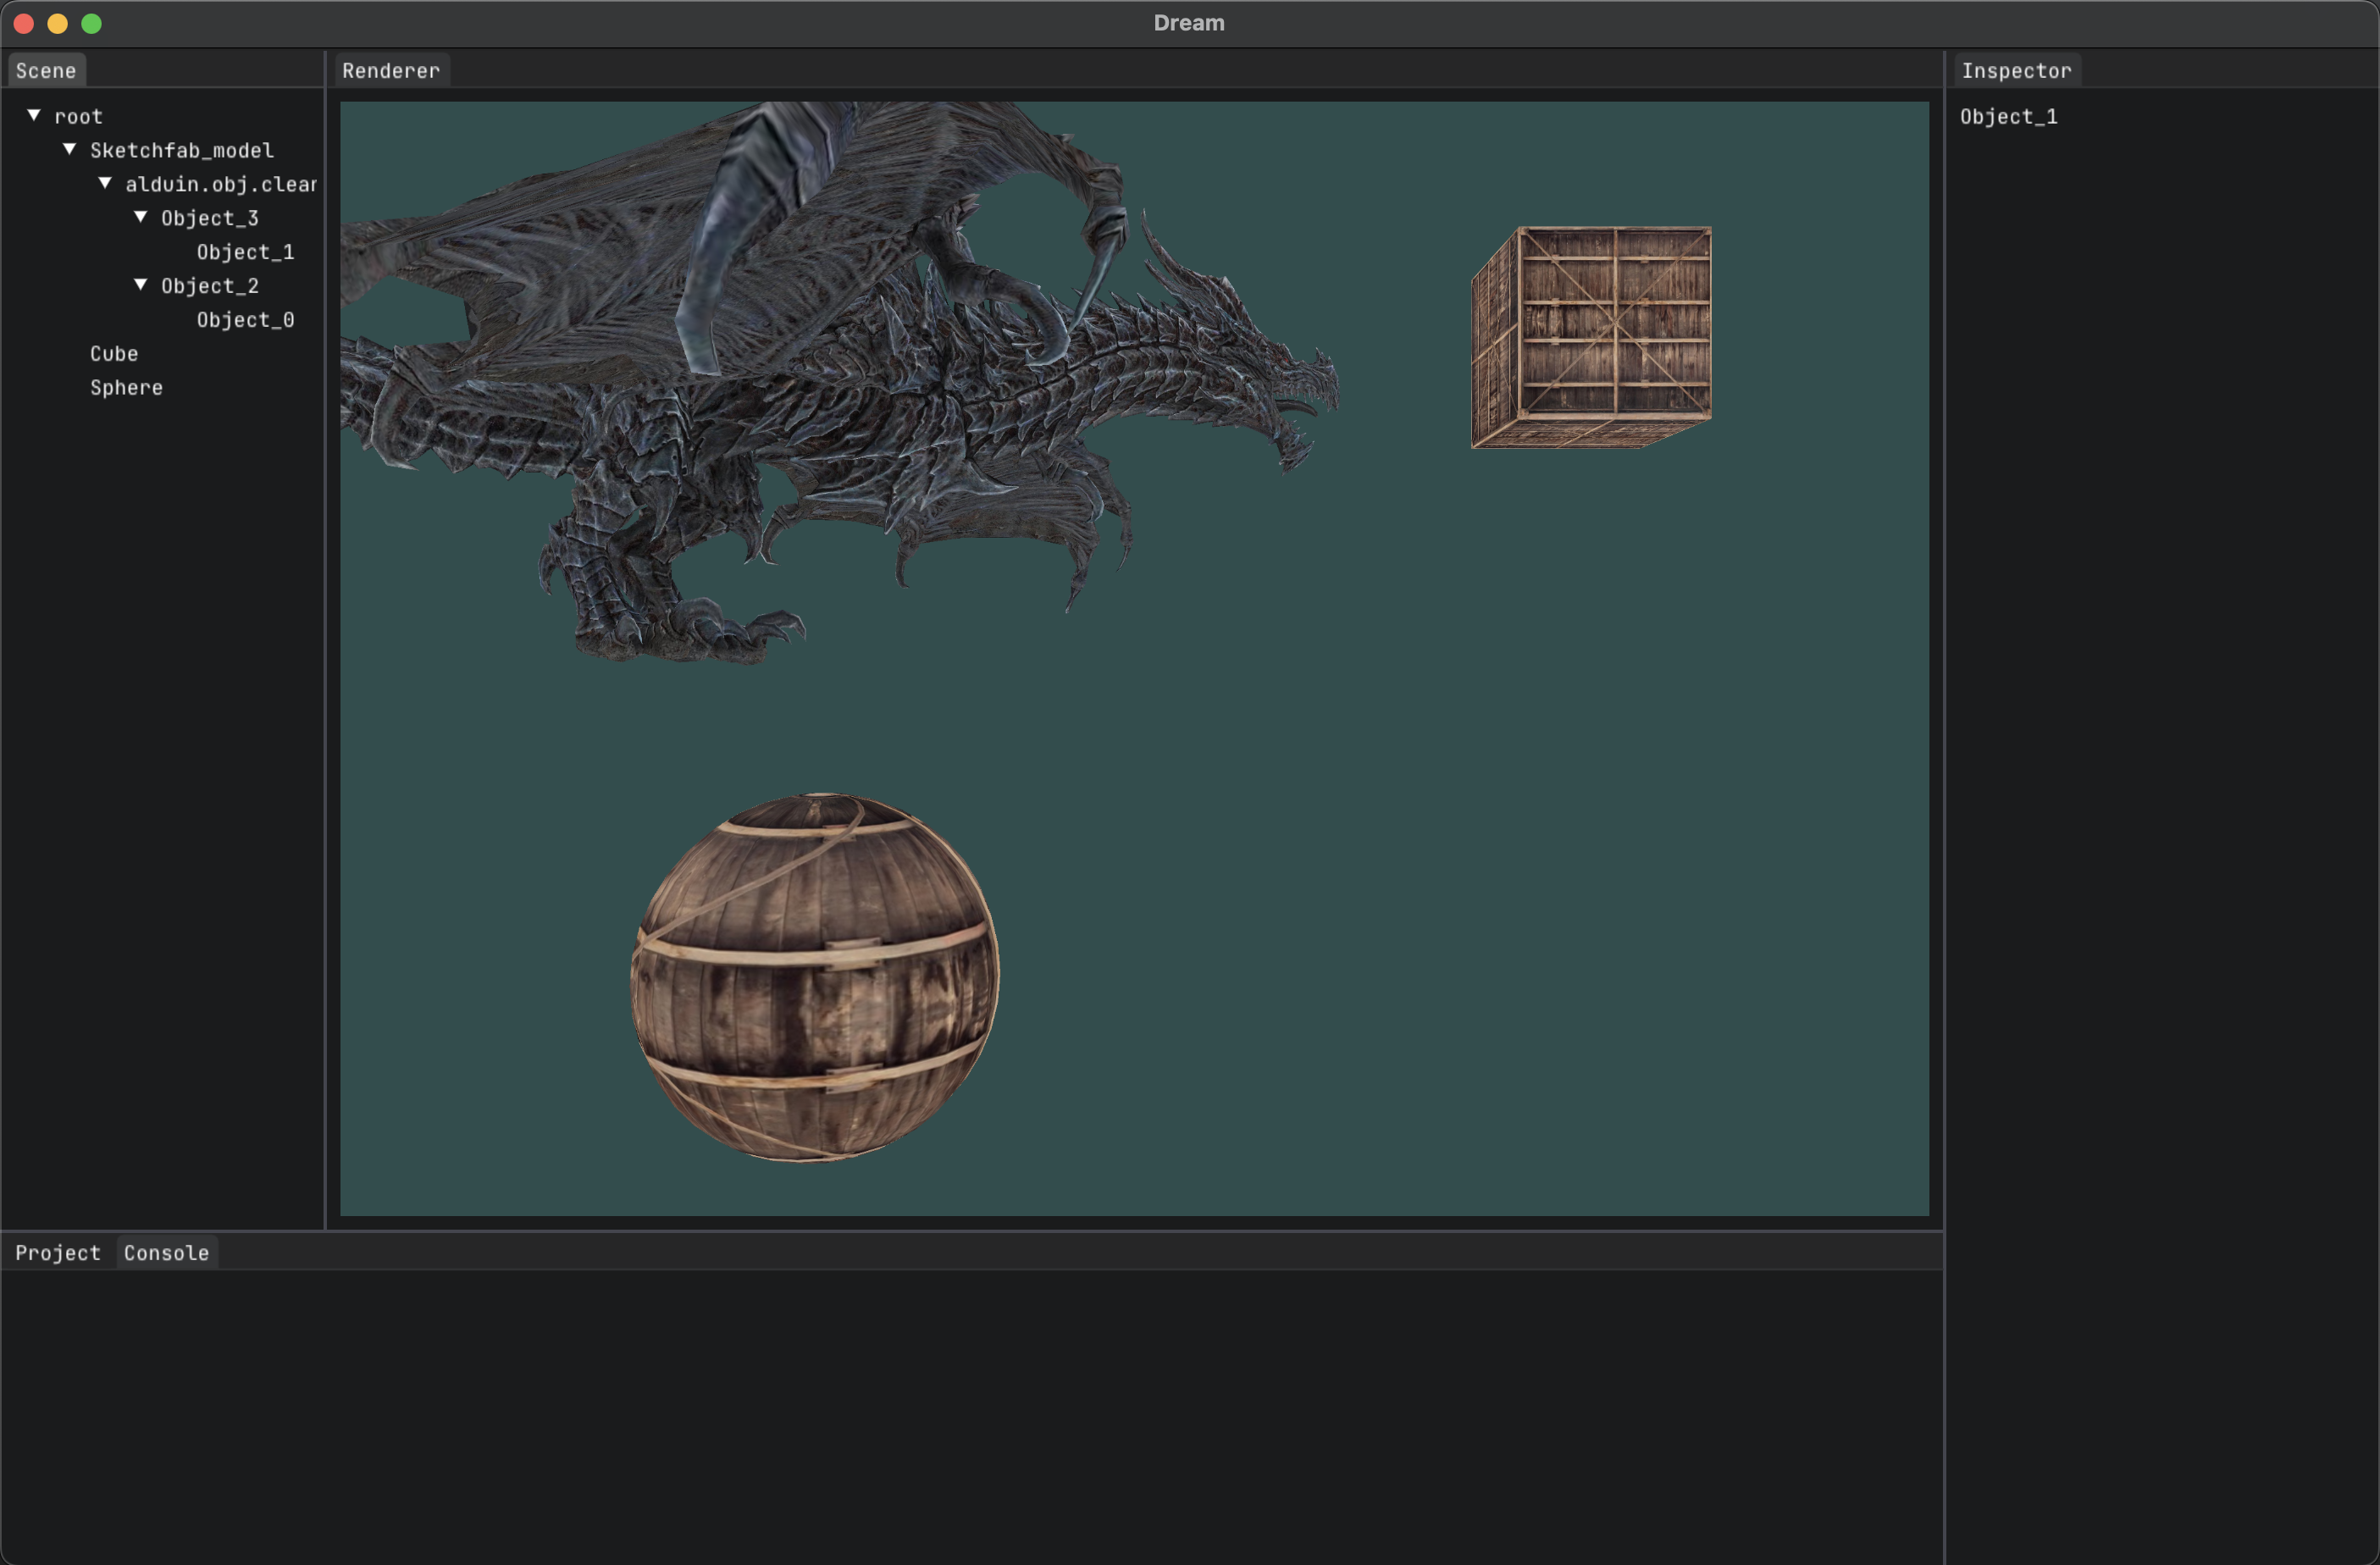 Dream
Scene
root
Sketchfab_model
alduin.obj.clear
Object_3
Object_1
Object_2
Object_0
Cube
Sphere
Renderer
Inspector
Object_1
Project Console